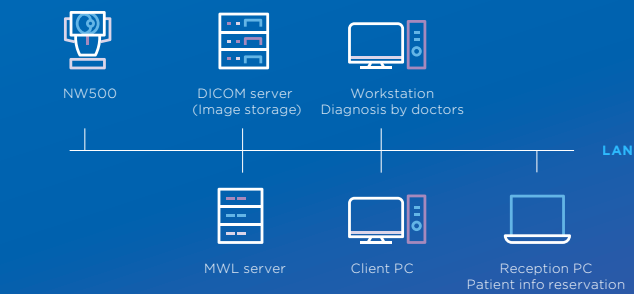 NW500
DICOM server
(Image storage)
Workstation
Diagnosis by doctors
LAN
MWL server
Client PC
Reception PC
Patient info reservation